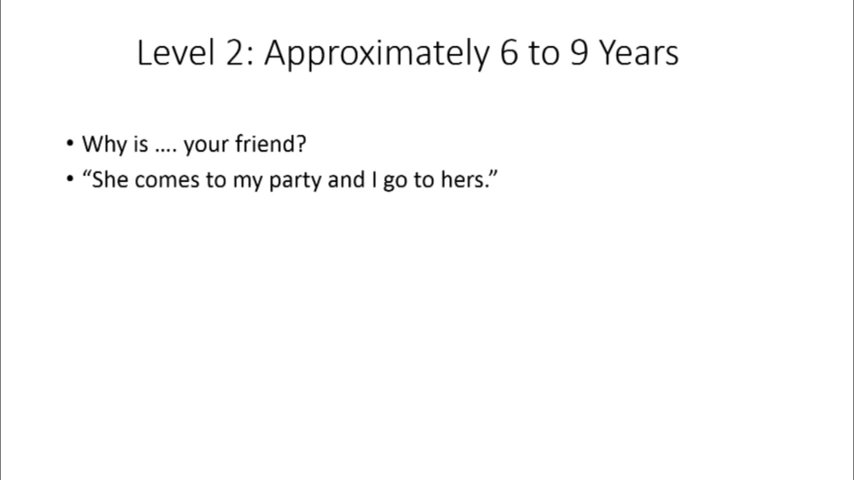 Level 2: Approximately 6 to 9 Years
• Why is .... your friend?
• “She comes to my party and I go to hers.”